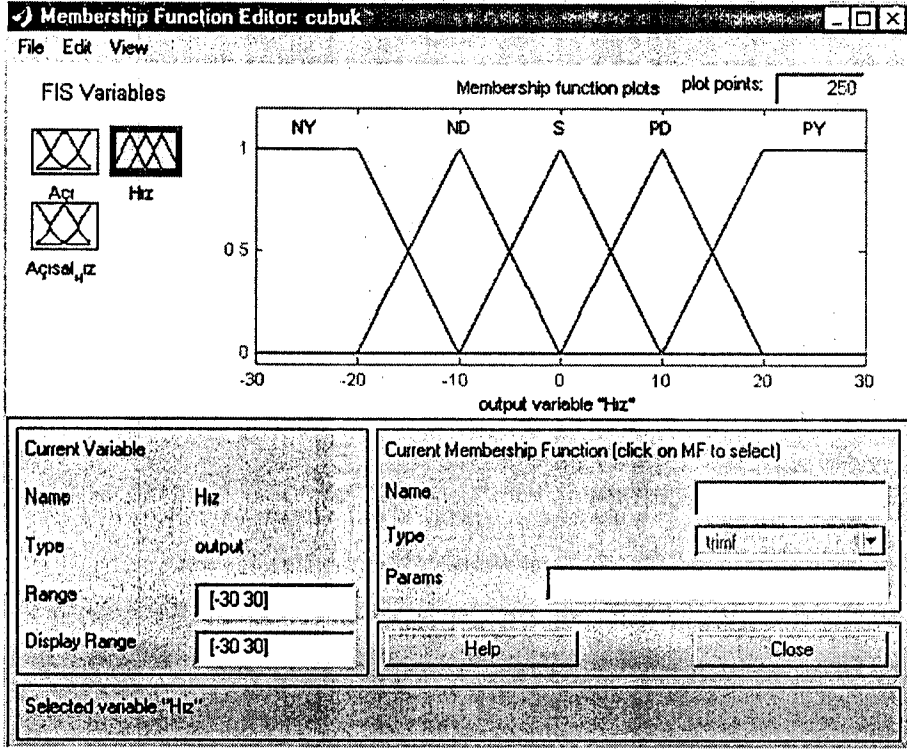 Membership Function Editor: cubuk
File Edit View
FIS Variables
Membership function plots plot points: 250
NY ND S PD PY
1
0 5
0
-30 -20 -10 0 10 20 30
output variable "Hız"
Açı
Hız
Açısal_Hız
Current Variable
Name Hız
Type output
Range [-30 30]
Display Range [-30 30]
Current Membership Function (click on MF to select)
Name
Type trimf
Params
Help Close
Selected variable "Hız"